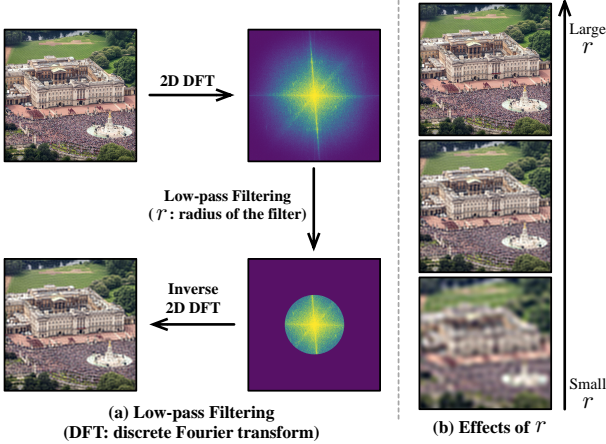 2D DFT
Low-pass Filtering
( r : radius of the filter)
Inverse
2D DFT
(a) Low-pass Filtering
(DFT: discrete Fourier transform)
Large
r
Small
r
(b) Effects of r